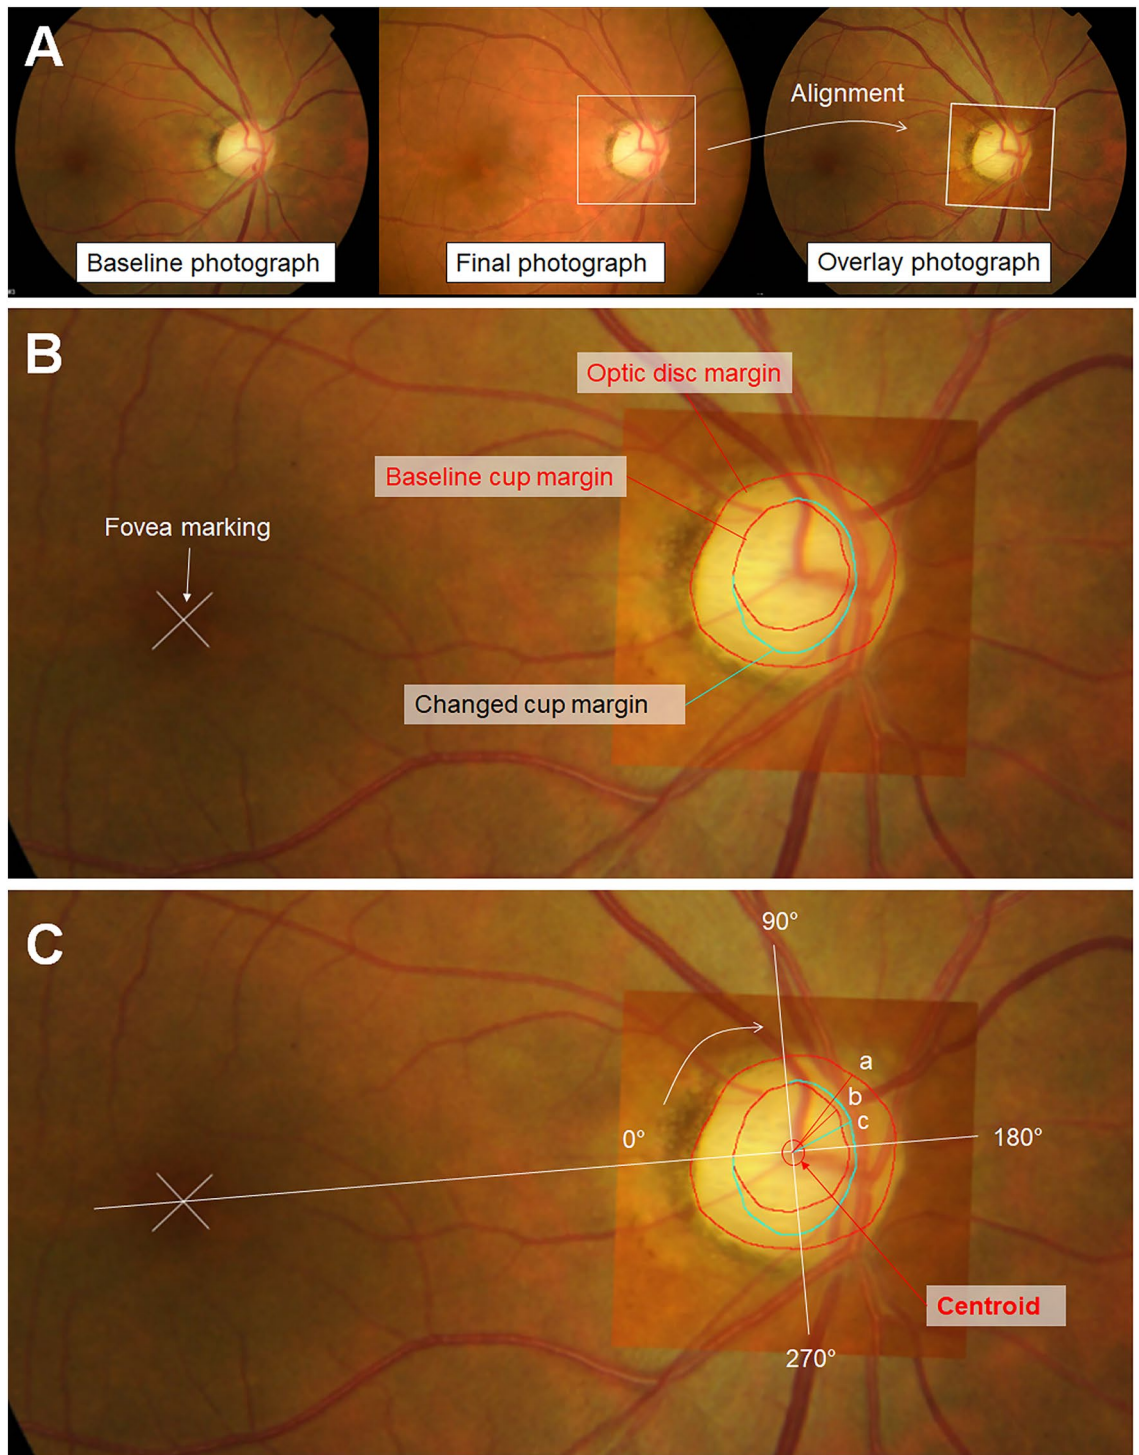 A
Alignment
Baseline photograph
Final photograph
Overlay photograph
B
Optic disc margin
Baseline cup margin
Fovea marking
Changed cup margin
C
90°
a
b
c
0°
180°
Centroid
270°